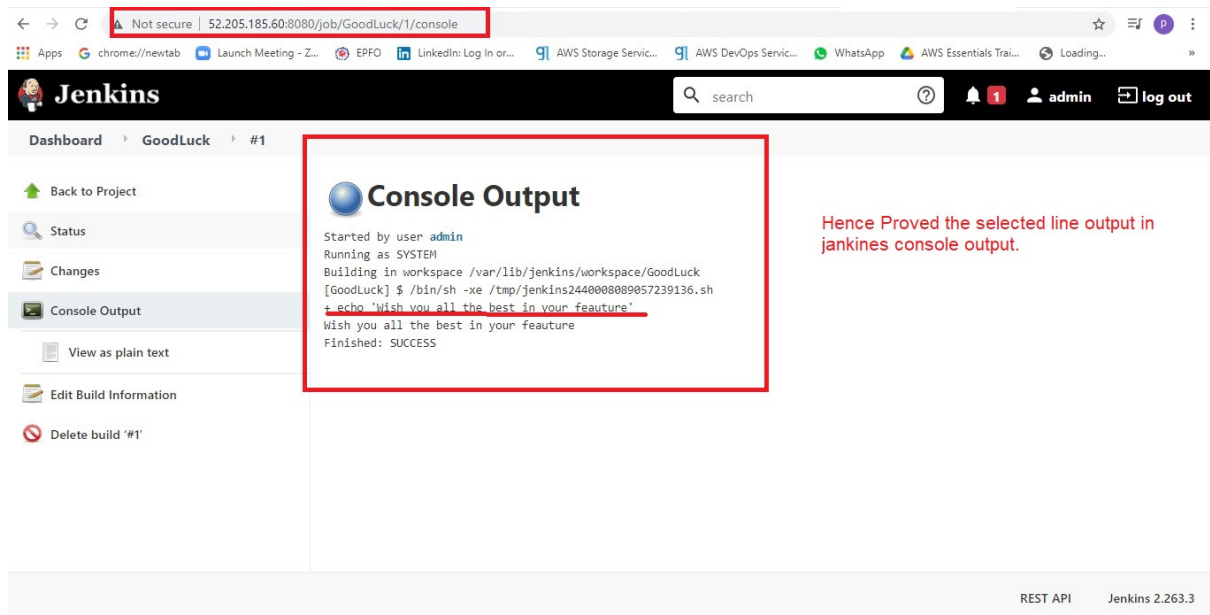 Not secure | 52.205.185.60:8080/job/GoodLuck/1/console
P
Apps G chrome://newtab Launch Meeting - Z... EPFO LinkedIn: Log In or... AWS Storage Servic... AWS DevOps Servic... WhatsApp AWS Essentials Trai... Loading... »
Jenkins
search
1
admin
log out
Dashboard GoodLuck #1
Back to Project
Status
Changes
Console Output
View as plain text
Edit Build Information
Delete build ‘#1’
Console Output
Started by user admin
Running as SYSTEM
Building in workspace /var/lib/jenkins/workspace/GoodLuck
[GoodLuck] $ /bin/sh -xe /tmp/jenkins2440008089057239136.sh
+ echo 'Wish you all the best in your feauture'
Wish you all the best in your feauture
Finished: SUCCESS
Hence Proved the selected line output in
jankines console output.
REST API Jenkins 2.263.3